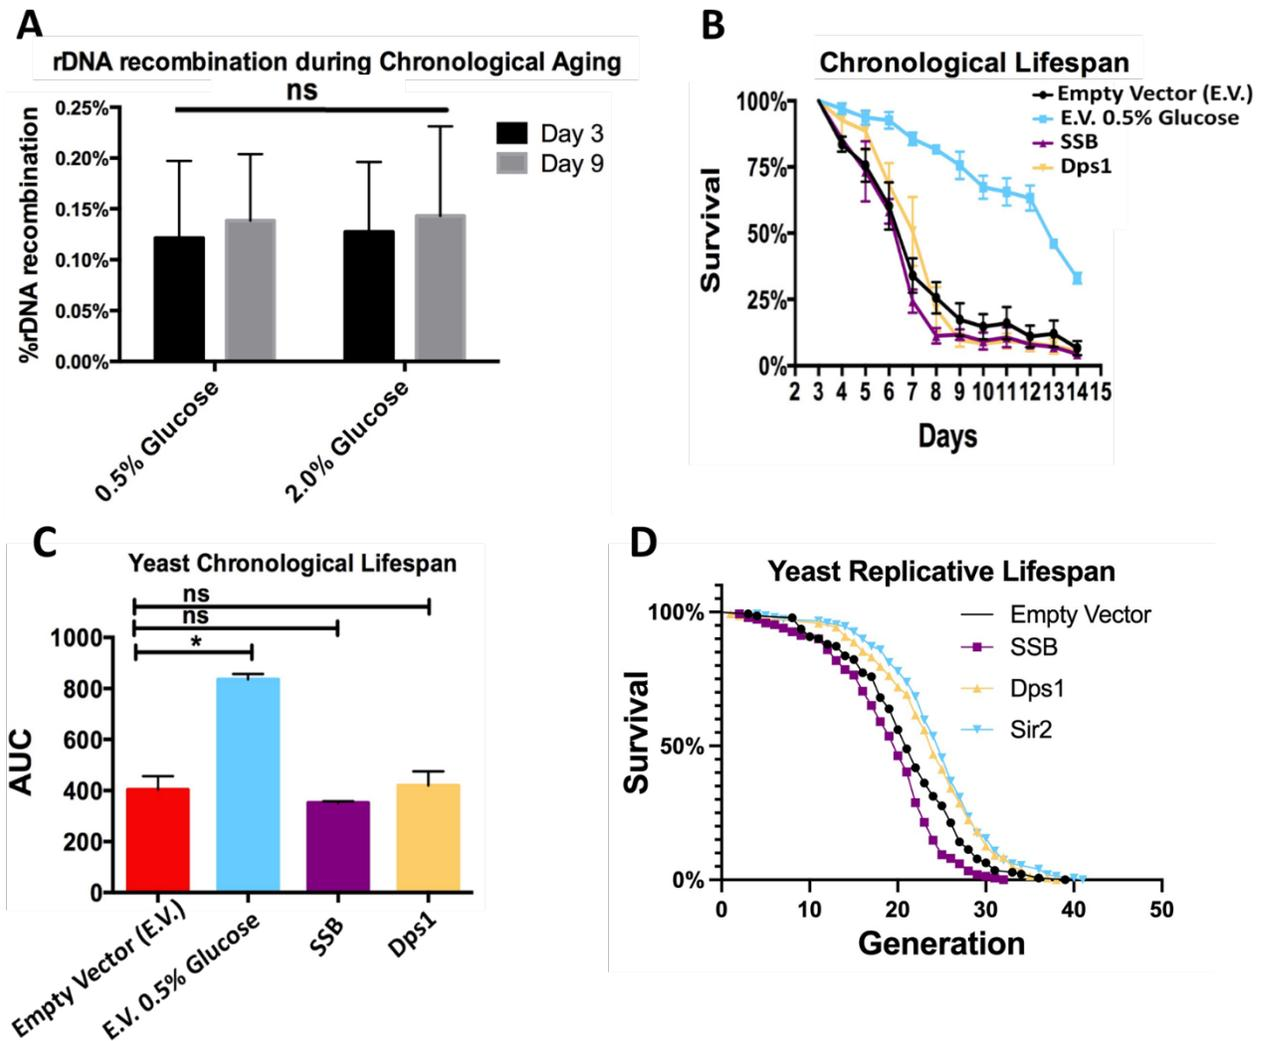 A
rDNA recombination during Chronological Aging
ns
%rDNA recombination
0.25%
0.20%
0.15%
0.10%
0.05%
0.00%
Day 3
Day 9
0.5% Glucose
2.0% Glucose
B
Chronological Lifespan
Empty Vector (E.V.)
E.V. 0.5% Glucose
SSB
Dps1
Survival
100%
75%
50%
25%
0%
2 3 4 5 6 7 8 9 10 11 12 13 14 15
Days
C
Yeast Chronological Lifespan
ns
ns
*
AUC
1000
800
600
400
200
0
Empty Vector (E.V.)
E.V. 0.5% Glucose
SSB
Dps1
D
Yeast Replicative Lifespan
Empty Vector
SSB
Dps1
Sir2
Survival
100%
50%
0%
0 10 20 30 40 50
Generation